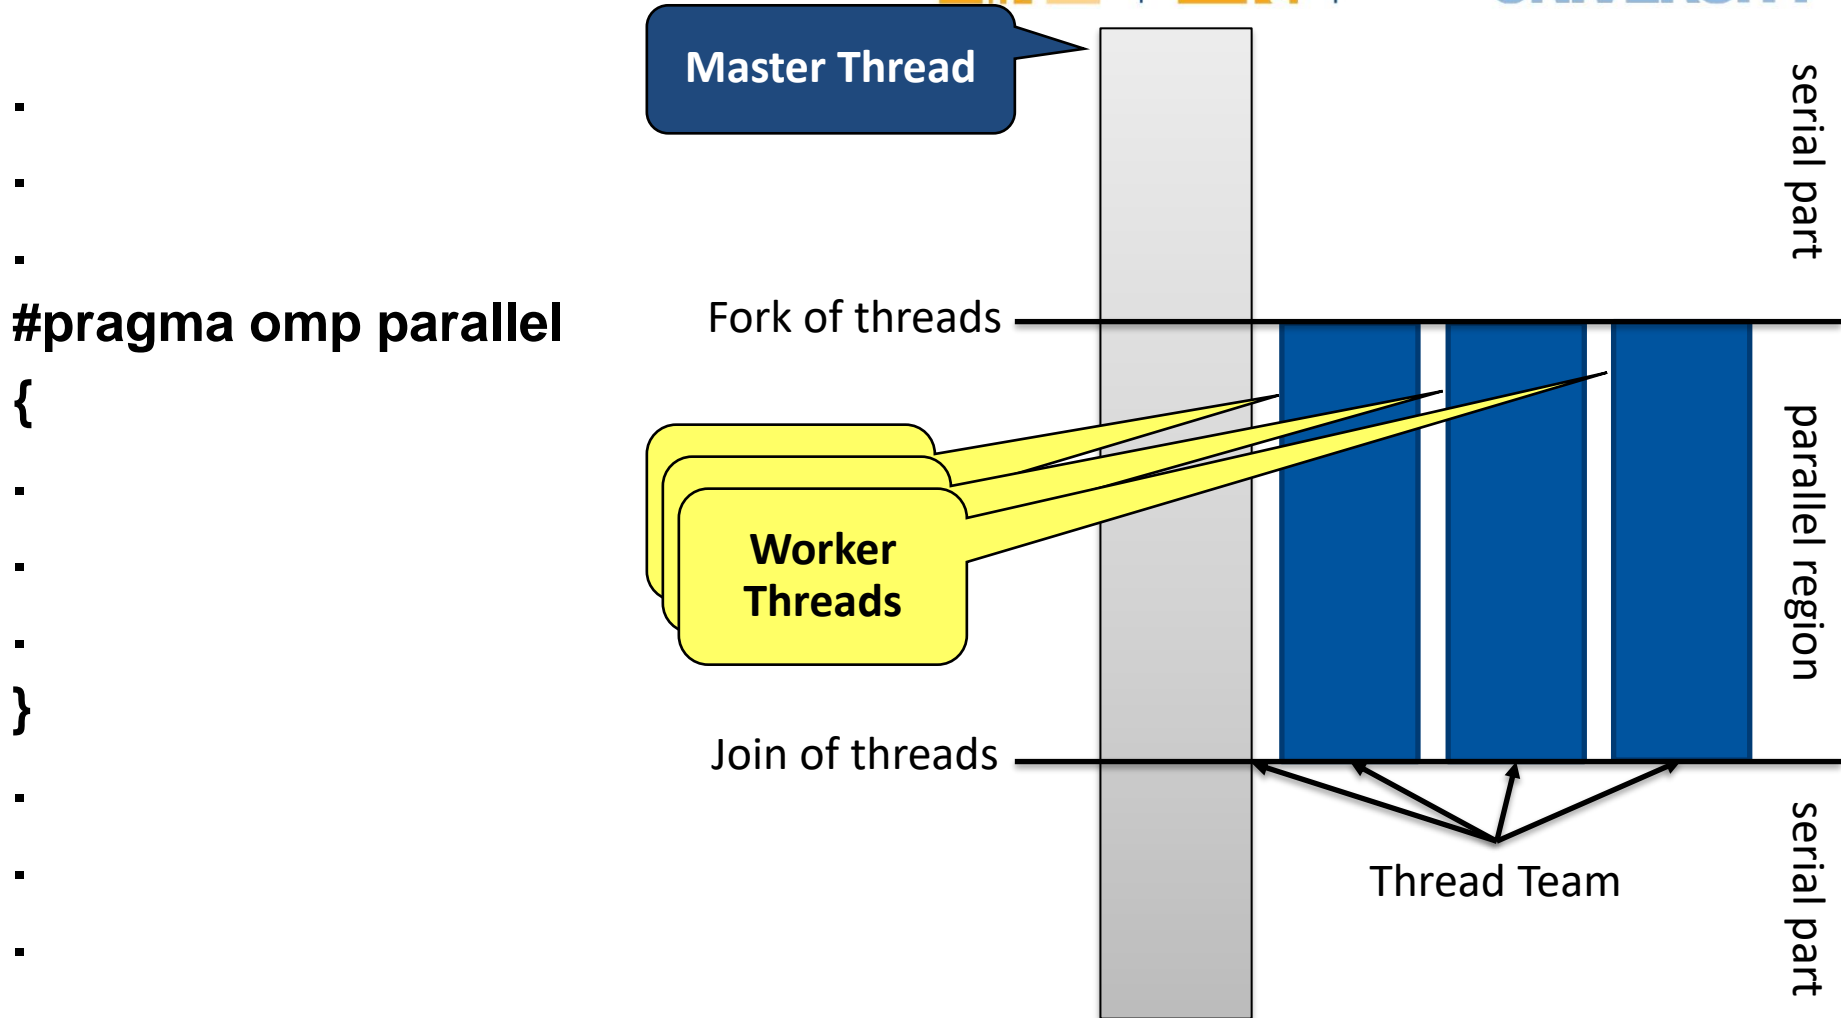 UNIVERSITY
Master Thread
serial part
.
.
.
#pragma omp parallel
Fork of threads
{
.
.
.
}
Worker
Threads
parallel region
Join of threads
.
.
.
Thread Team
serial part